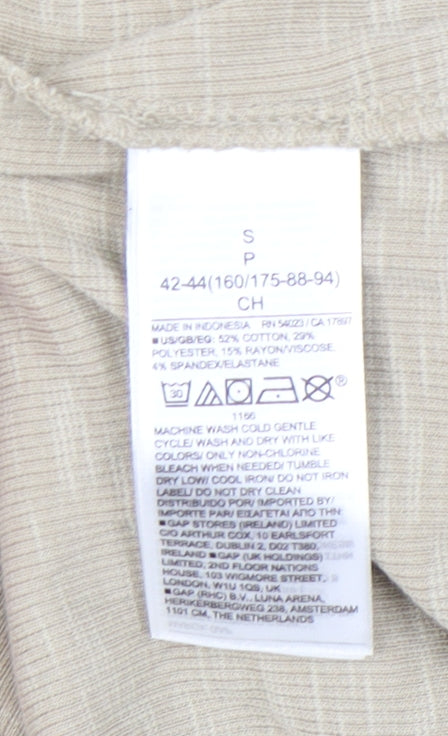 S
P
42-44(160/175-88-94)
CH
MADE IN INDONESIA RN 54023 / CA 17897
■ US/GB/EG: 52% COTTON, 29%
POLYESTER, 15% RAYON/VISCOSE,
4% SPANDEX/ELASTANE
30 ®
1166
MACHINE WASH COLD GENTLE
CYCLE/ WASH AND DRY WITH LIKE
COLORS/ ONLY NON-CHLORINE
BLEACH WHEN NEEDED/ TUMBLE
DRY LOW/ COOL IRON/ DO NOT IRON
LABEL/ DO NOT DRY CLEAN
DISTRIBUIDO POR/ IMPORTED BY/
IMPORTE PAR/ ΕΙΣΑΓΕΤΑΙ ΑΠΟ ΤΗΝ:
■ GAP STORES (IRELAND) LIMITED
C/O ARTHUR COX, 10 EARLSFORT
TERRACE, DUBLIN 2, D02 T380,
IRELAND ■ GAP (UK HOLDINGS)
LIMITED, 2ND FLOOR NATIONS
HOUSE, 103 WIGMORE STREET,
LONDON, W1U 1QS, UK
■ GAP (RHC) B.V., LUNA ARENA,
HERIKERBERGWEG 238, AMSTERDAM
1101 CM, THE NETHERLANDS